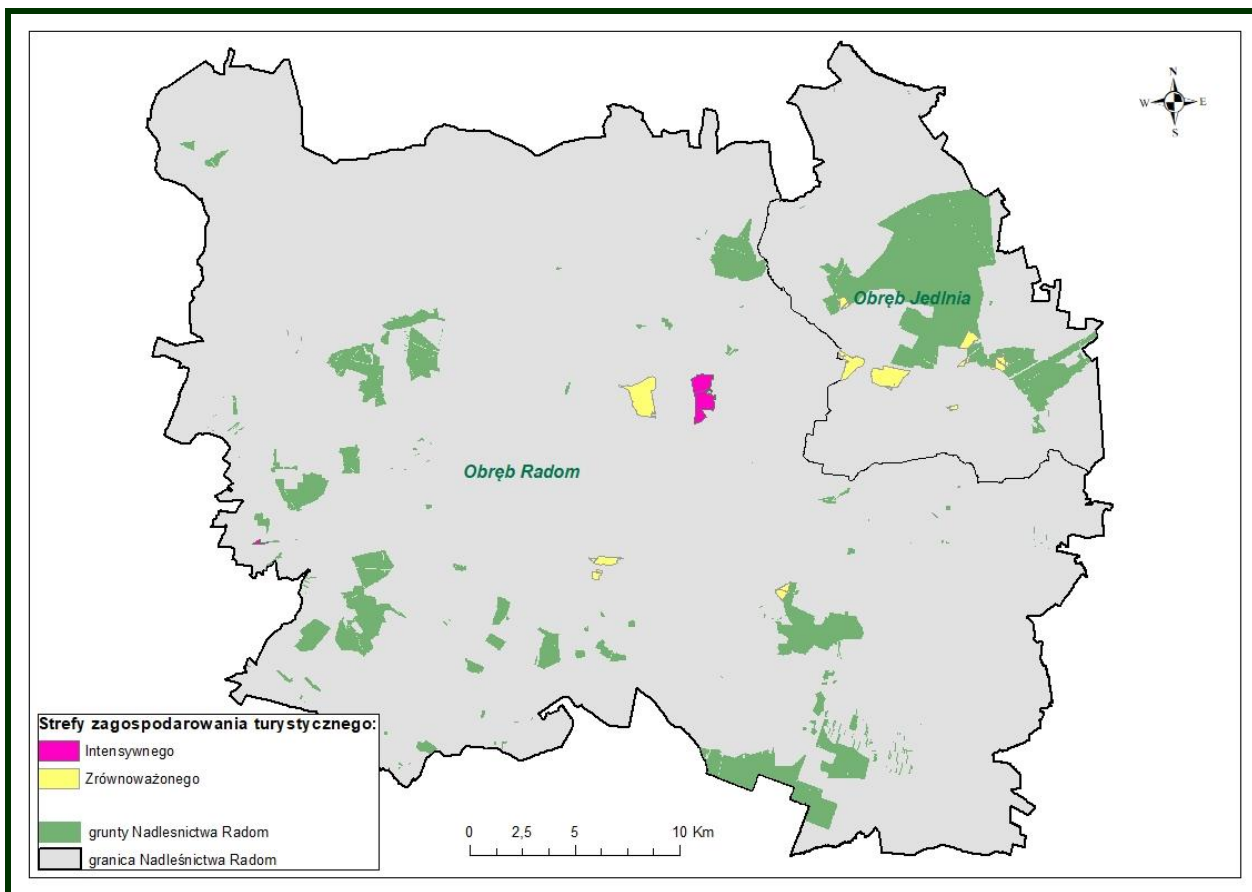 N
W E
S
Obręb Jedlnia
Obręb Radom
Strefy zagospodarowania turystycznego:
Intensywnego
Zrównoważonego
grunty Nadlesnictwa Radom
granica Nadleśnictwa Radom
0 2,5 5 10 Km